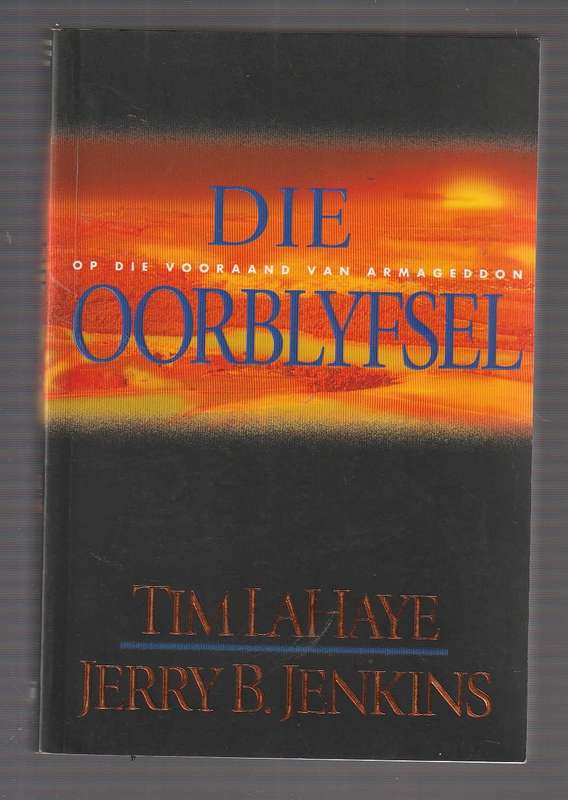 DIE
OP DIE VOORAAND VAN ARMAGEDDON
OORBLYFSEL
TIM LAHAYE
JERRY B. JENKINS